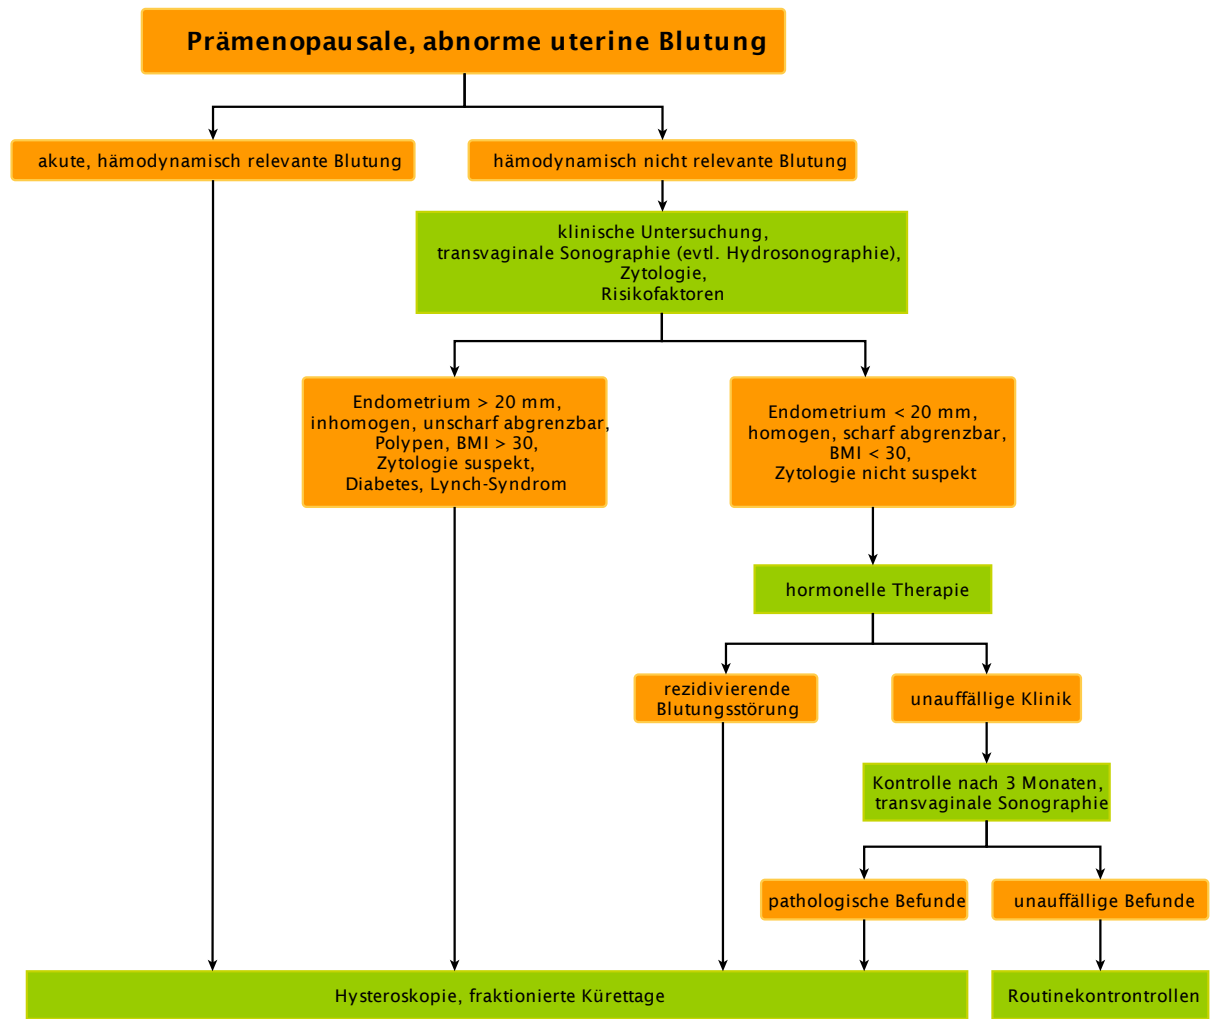 Prämenopausale, abnorme uterine Blutung
akute, hämodynamisch relevante Blutung
hämodynamisch nicht relevante Blutung
klinische Untersuchung,
transvaginale Sonographie (evtl. Hydrosonographie),
Zytologie,
Risikofaktoren
Endometrium > 20 mm,
inhomogen, unscharf abgrenzbar,
Polypen, BMI > 30,
Zytologie suspekt,
Diabetes, Lynch-Syndrom
Endometrium < 20 mm,
homogen, scharf abgrenzbar,
BMI < 30,
Zytologie nicht suspekt
hormonelle Therapie
rezidivierende
Blutungsstörung
unauffällige Klinik
Kontrolle nach 3 Monaten,
transvaginale Sonographie
pathologische Befunde
unauffällige Befunde
Hysteroskopie, fraktionierte Kürettage
Routinekontrontrollen